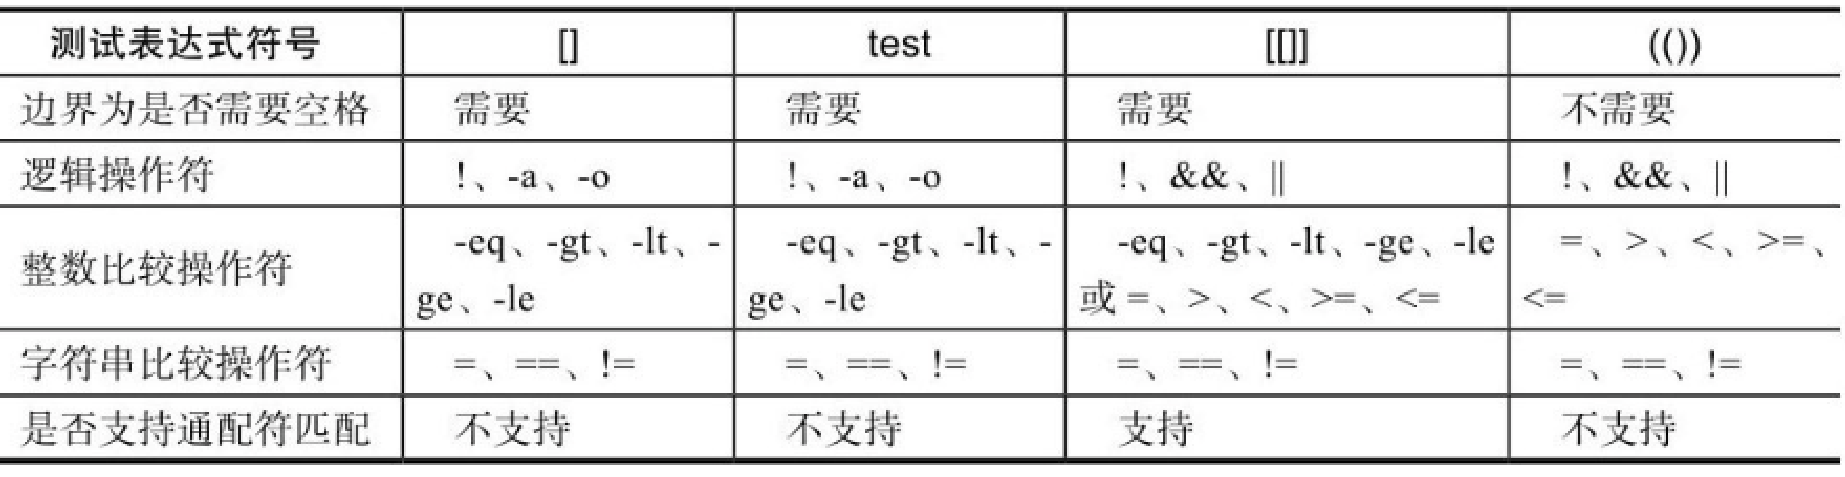 测试表达式符号 [] test [[]] (())
边界为是否需要空格 需要 需要 需要 不需要
逻辑操作符 !、-a、-o !、-a、-o !、&&、|| !、&&、||
整数比较操作符 -eq、-gt、-lt、- -eq、-gt、-lt、- -eq、-gt、-lt、-ge、-le =、>、<、>=、
ge、-le ge、-le 或 =、>、<、>=、<= <=
字符串比较操作符 =、==、!= =、==、!= =、==、!= =、==、!=
是否支持通配符匹配 不支持 不支持 支持 不支持